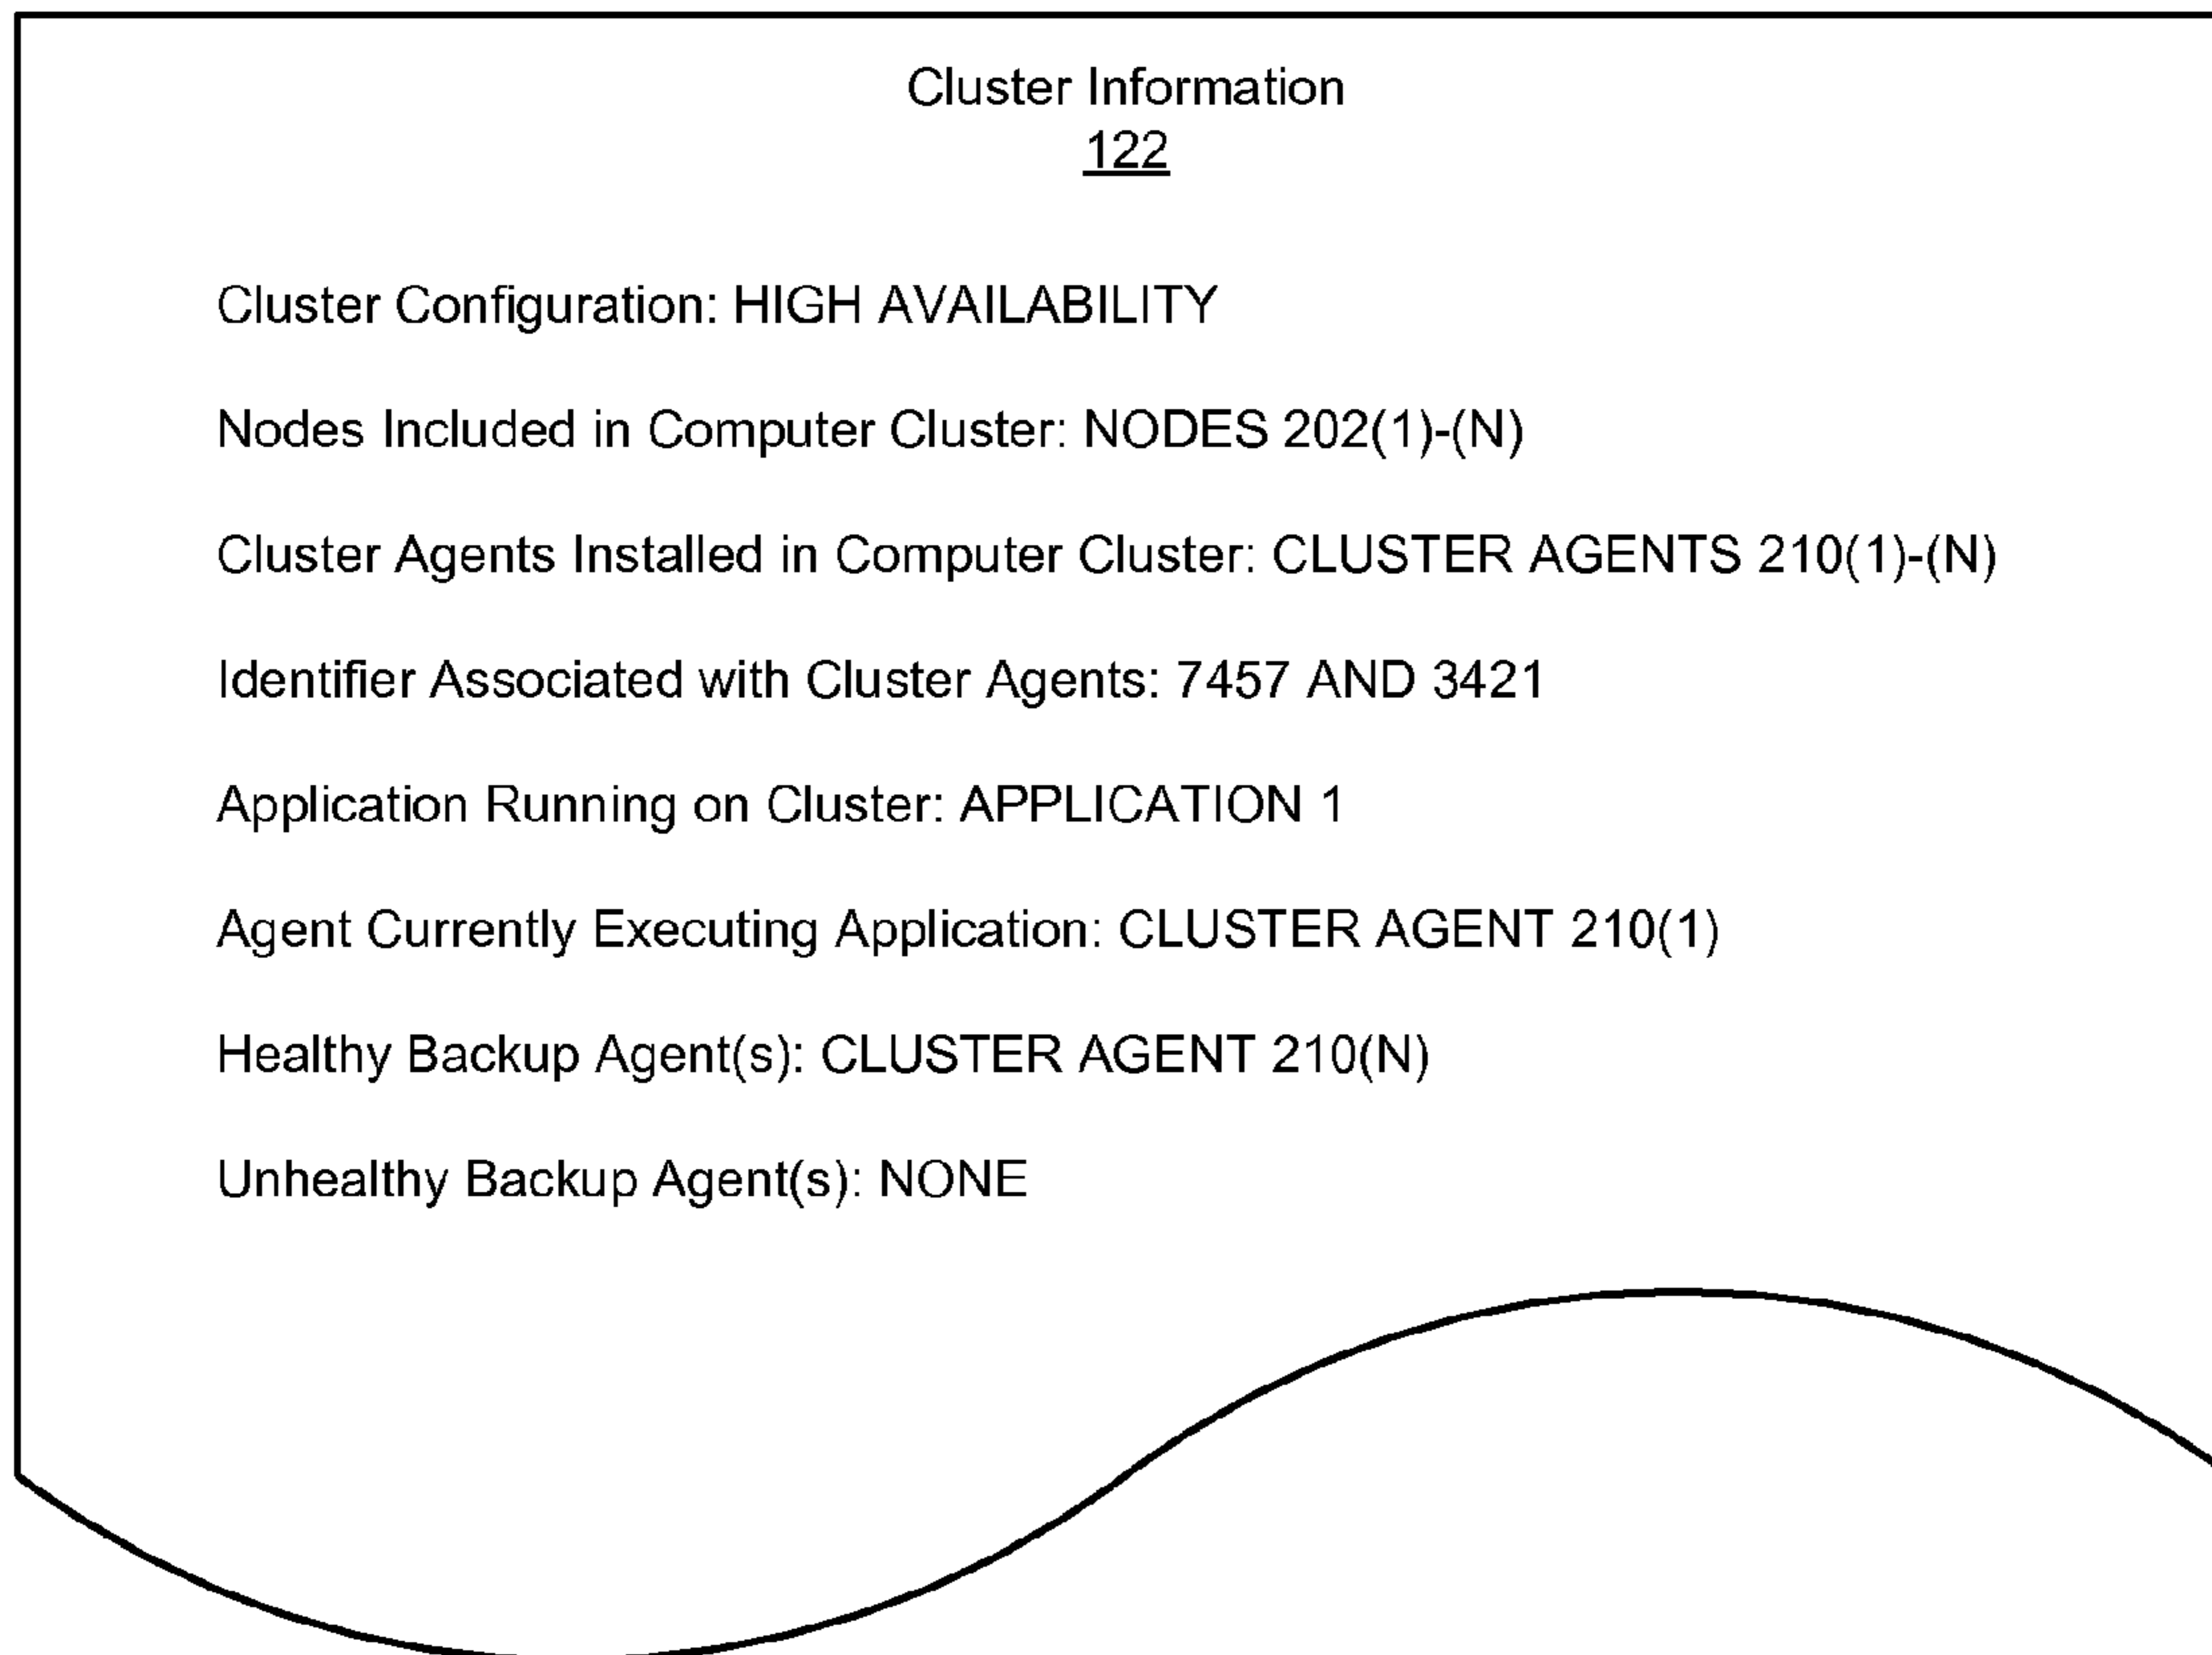 Cluster Information
122
Cluster Configuration: HIGH AVAILABILITY
Nodes Included in Computer Cluster: NODES 202(1)-(N)
Cluster Agents Installed in Computer Cluster: CLUSTER AGENTS 210(1)-(N)
Identifier Associated with Cluster Agents: 7457 AND 3421
Application Running on Cluster: APPLICATION 1
Agent Currently Executing Application: CLUSTER AGENT 210(1)
Healthy Backup Agent(s): CLUSTER AGENT 210(N)
Unhealthy Backup Agent(s): NONE